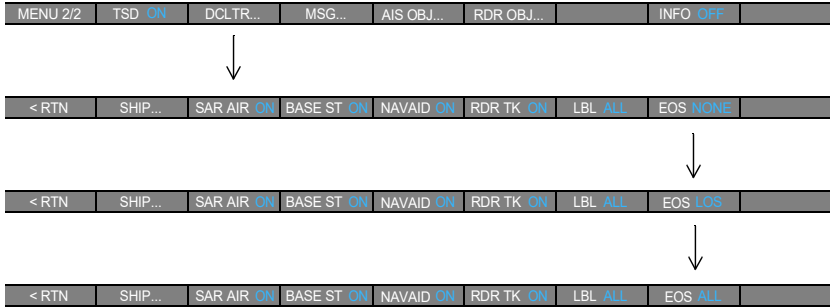 MENU 2/2 TSD ON DCLTR... MSG... AIS OBJ... RDR OBJ... INFO OFF
< RTN SHIP... SAR AIR ON BASE ST ON NAVAID ON RDR TK ON LBL ALL EOS NONE
< RTN SHIP... SAR AIR ON BASE ST ON NAVAID ON RDR TK ON LBL ALL EOS LOS
< RTN SHIP... SAR AIR ON BASE ST ON NAVAID ON RDR TK ON LBL ALL EOS ALL